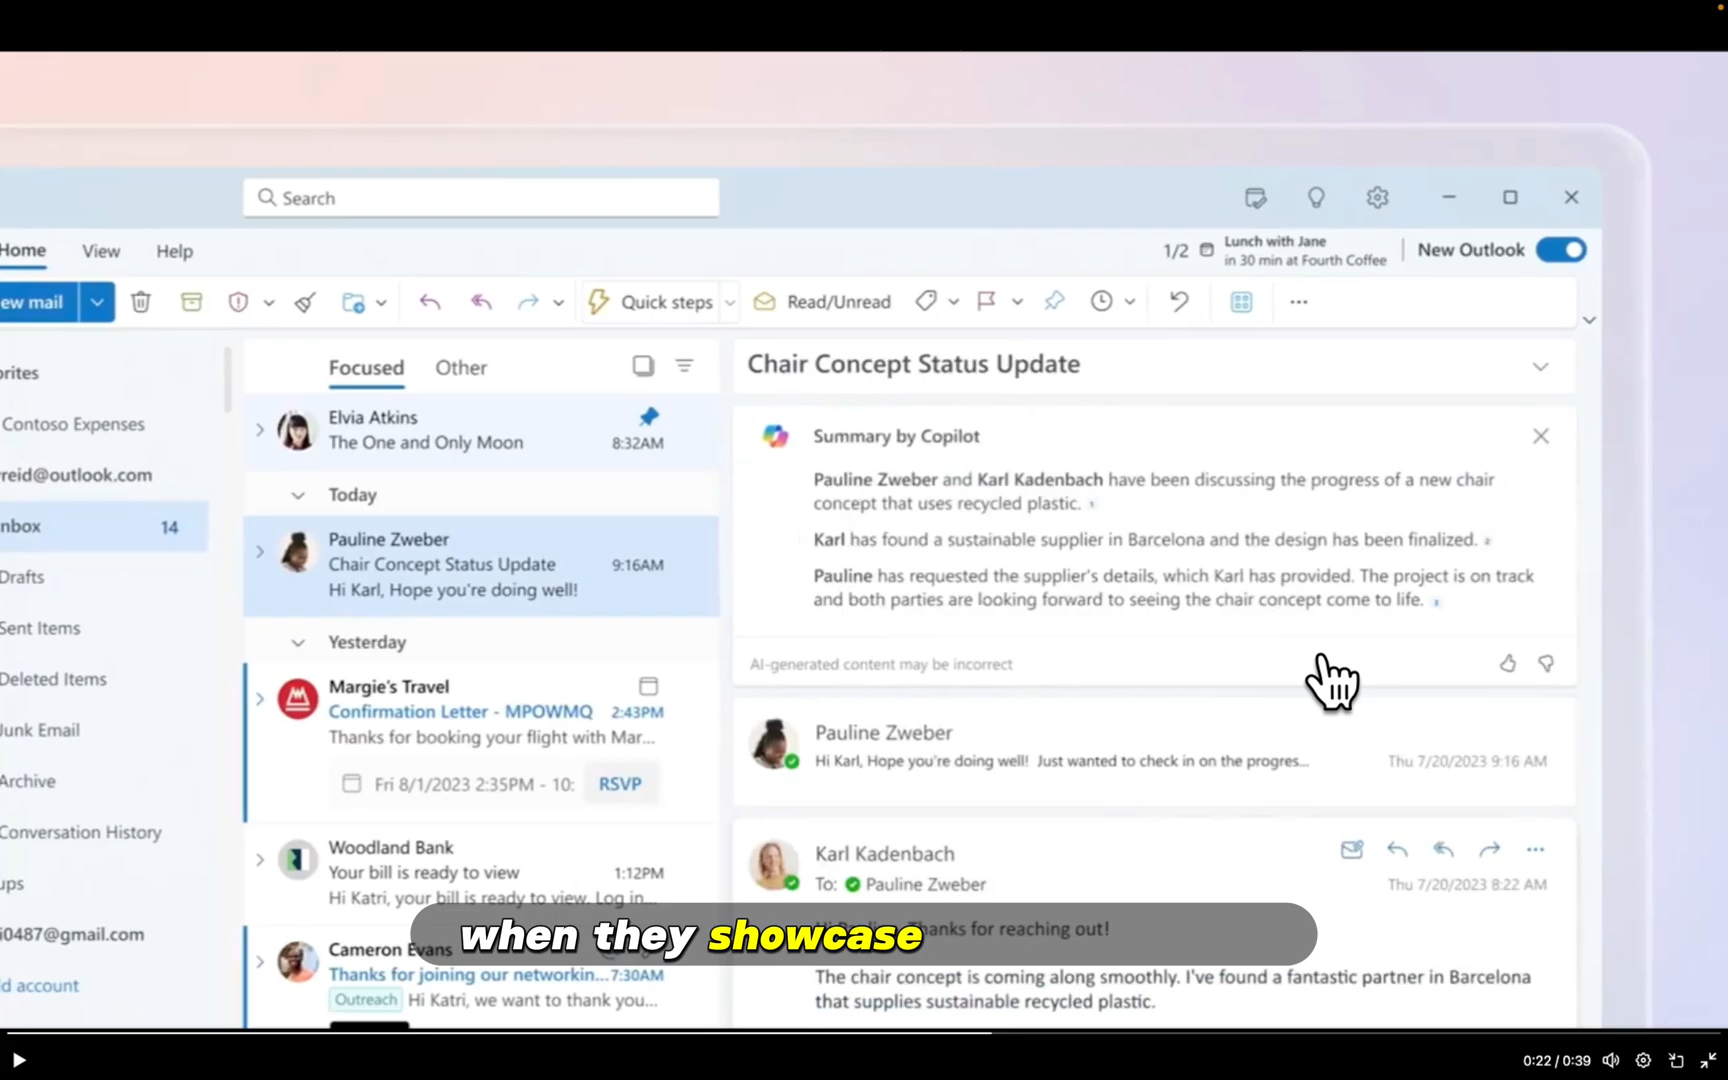 Search
Lunch with Jane
1/2
in 30 min at Fourth Coffee
New Outlook
Home
View
Help
ew mail
Quick steps
Read/Unread
orites
Contoso Expenses
reid@outlook.com
nbox
14
Drafts
Sent Items
Deleted Items
Junk Email
Archive
Conversation History
ups
i0487@gmail.com
d account
Focused
Other
Elvia Atkins
The One and Only Moon
8:32AM
Today
Pauline Zweber
Chair Concept Status Update
9:16AM
Hi Karl, Hope you're doing well!
Yesterday
Margie's Travel
Confirmation Letter - MPOWMQ
2:43PM
Thanks for booking your flight with Mar...
Fri 8/1/2023 2:35PM - 10:
RSVP
Woodland Bank
Your bill is ready to view
1:12PM
Hi Katri, your bill is ready to view. Log in...
Cameron Evans
Thanks for joining our networkin...
7:30AM
Outreach
Hi Katri, we want to thank you...
Chair Concept Status Update
Summary by Copilot
Pauline Zweber and Karl Kadenbach have been discussing the progress of a new chair
concept that uses recycled plastic. 1
Karl has found a sustainable supplier in Barcelona and the design has been finalized. 2
Pauline has requested the supplier's details, which Karl has provided. The project is on track
and both parties are looking forward to seeing the chair concept come to life. 3
AI-generated content may be incorrect
Pauline Zweber
Hi Karl, Hope you're doing well! Just wanted to check in on the progres...
Thu 7/20/2023 9:16 AM
Karl Kadenbach
To: Pauline Zweber
Thu 7/20/2023 8:22 AM
Thanks for reaching out!
The chair concept is coming along smoothly. I've found a fantastic partner in Barcelona
that supplies sustainable recycled plastic.
when they showcase
0:22 / 0:39